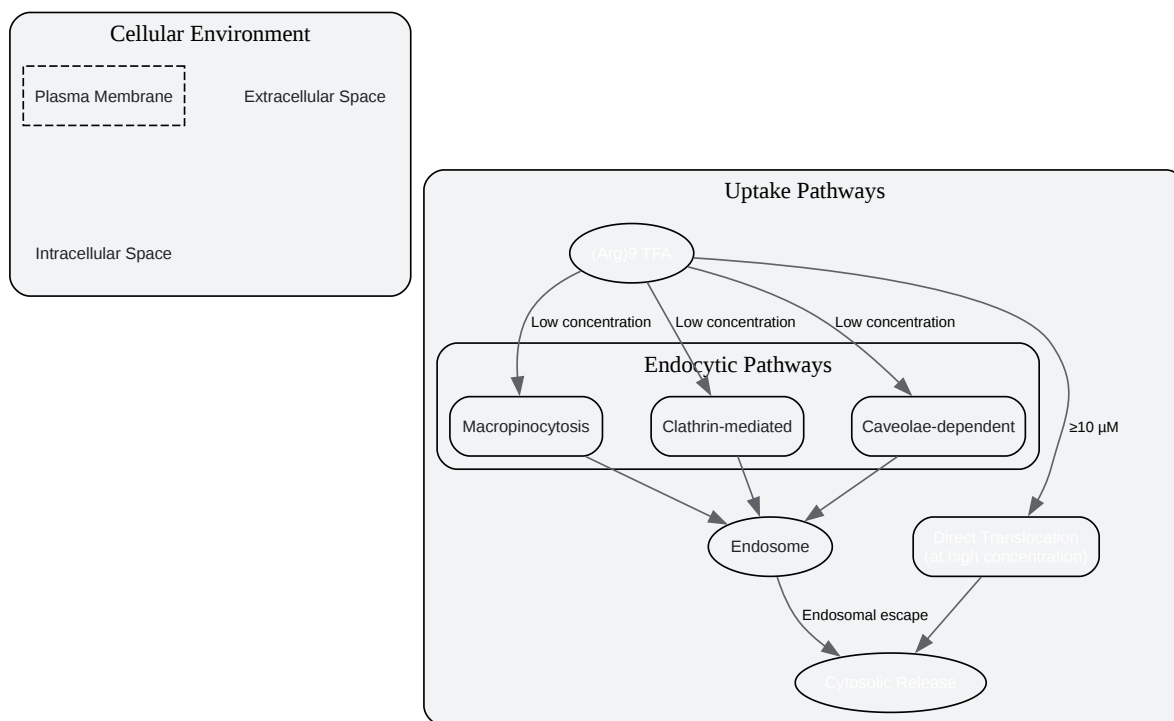 Cellular Environment
Plasma Membrane
Extracellular Space
Intracellular Space
Uptake Pathways
(Arg)9 TFA
Low concentration
Low concentration
Low concentration
Endocytic Pathways
Macropinocytosis
Clathrin-mediated
Caveolae-dependent
≥10 µM
Endosome
Direct Translocation
(at high concentration)
Endosomal escape
Cytosolic Release